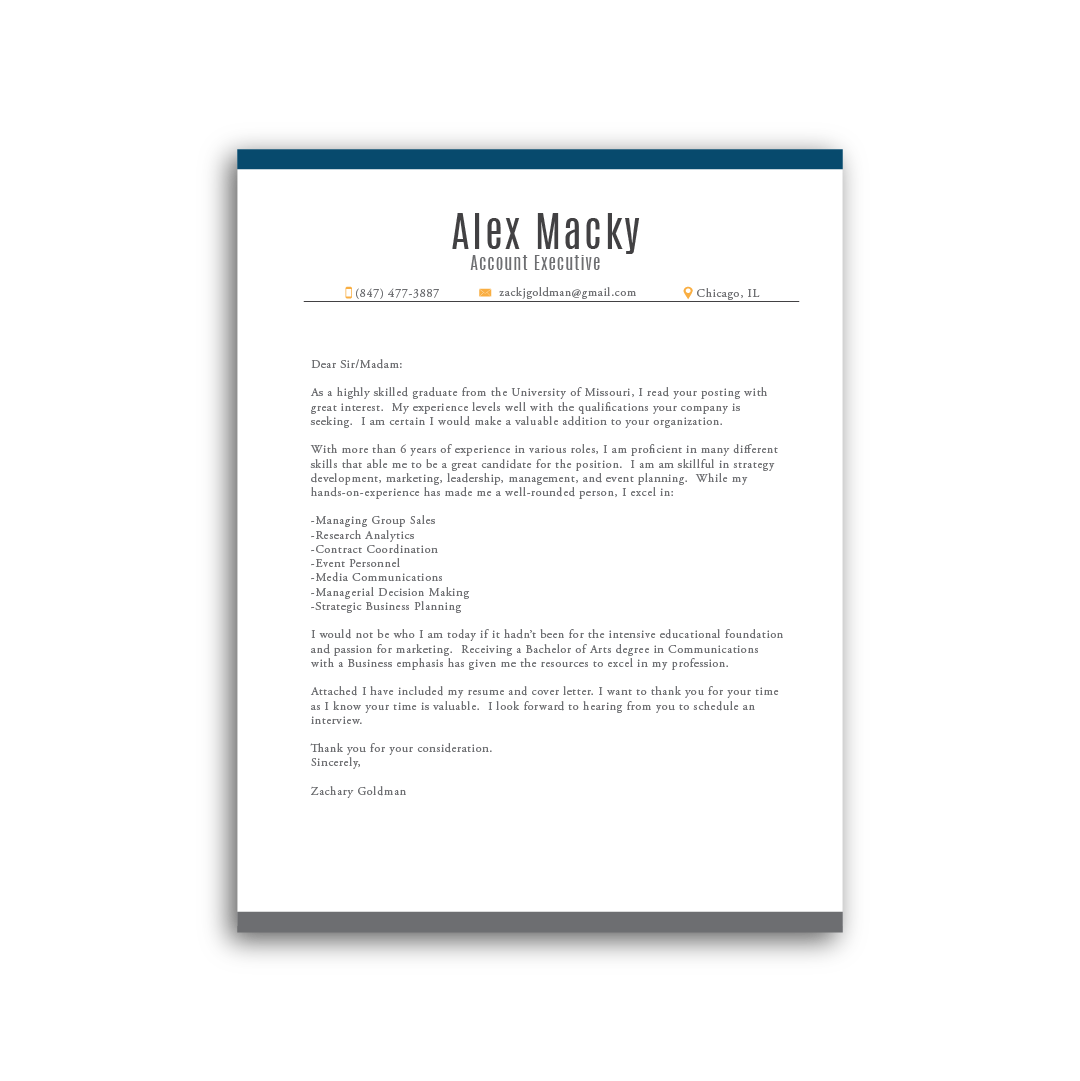 Alex Macky
Account Executive
(847) 477-3887 zackjgoldman@gmail.com Chicago, IL
Dear Sir/Madam:
As a highly skilled graduate from the University of Missouri, I read your posting with
great interest.  My experience levels well with the qualifications your company is
seeking.  I am certain I would make a valuable addition to your organization.
With more than 6 years of experience in various roles, I am proficient in many different
skills that able me to be a great candidate for the position.  I am am skillful in strategy
development, marketing, leadership, management, and event planning.  While my
hands-on-experience has made me a well-rounded person, I excel in:
-Managing Group Sales
-Research Analytics
-Contract Coordination
-Event Personnel
-Media Communications
-Managerial Decision Making
-Strategic Business Planning
I would not be who I am today if it hadn't been for the intensive educational foundation
and passion for marketing.  Receiving a Bachelor of Arts degree in Communications
with a Business emphasis has given me the resources to excel in my profession.
Attached I have included my resume and cover letter. I want to thank you for your time
as I know your time is valuable.  I look forward to hearing from you to schedule an
interview.
Thank you for your consideration.
Sincerely,
Zachary Goldman